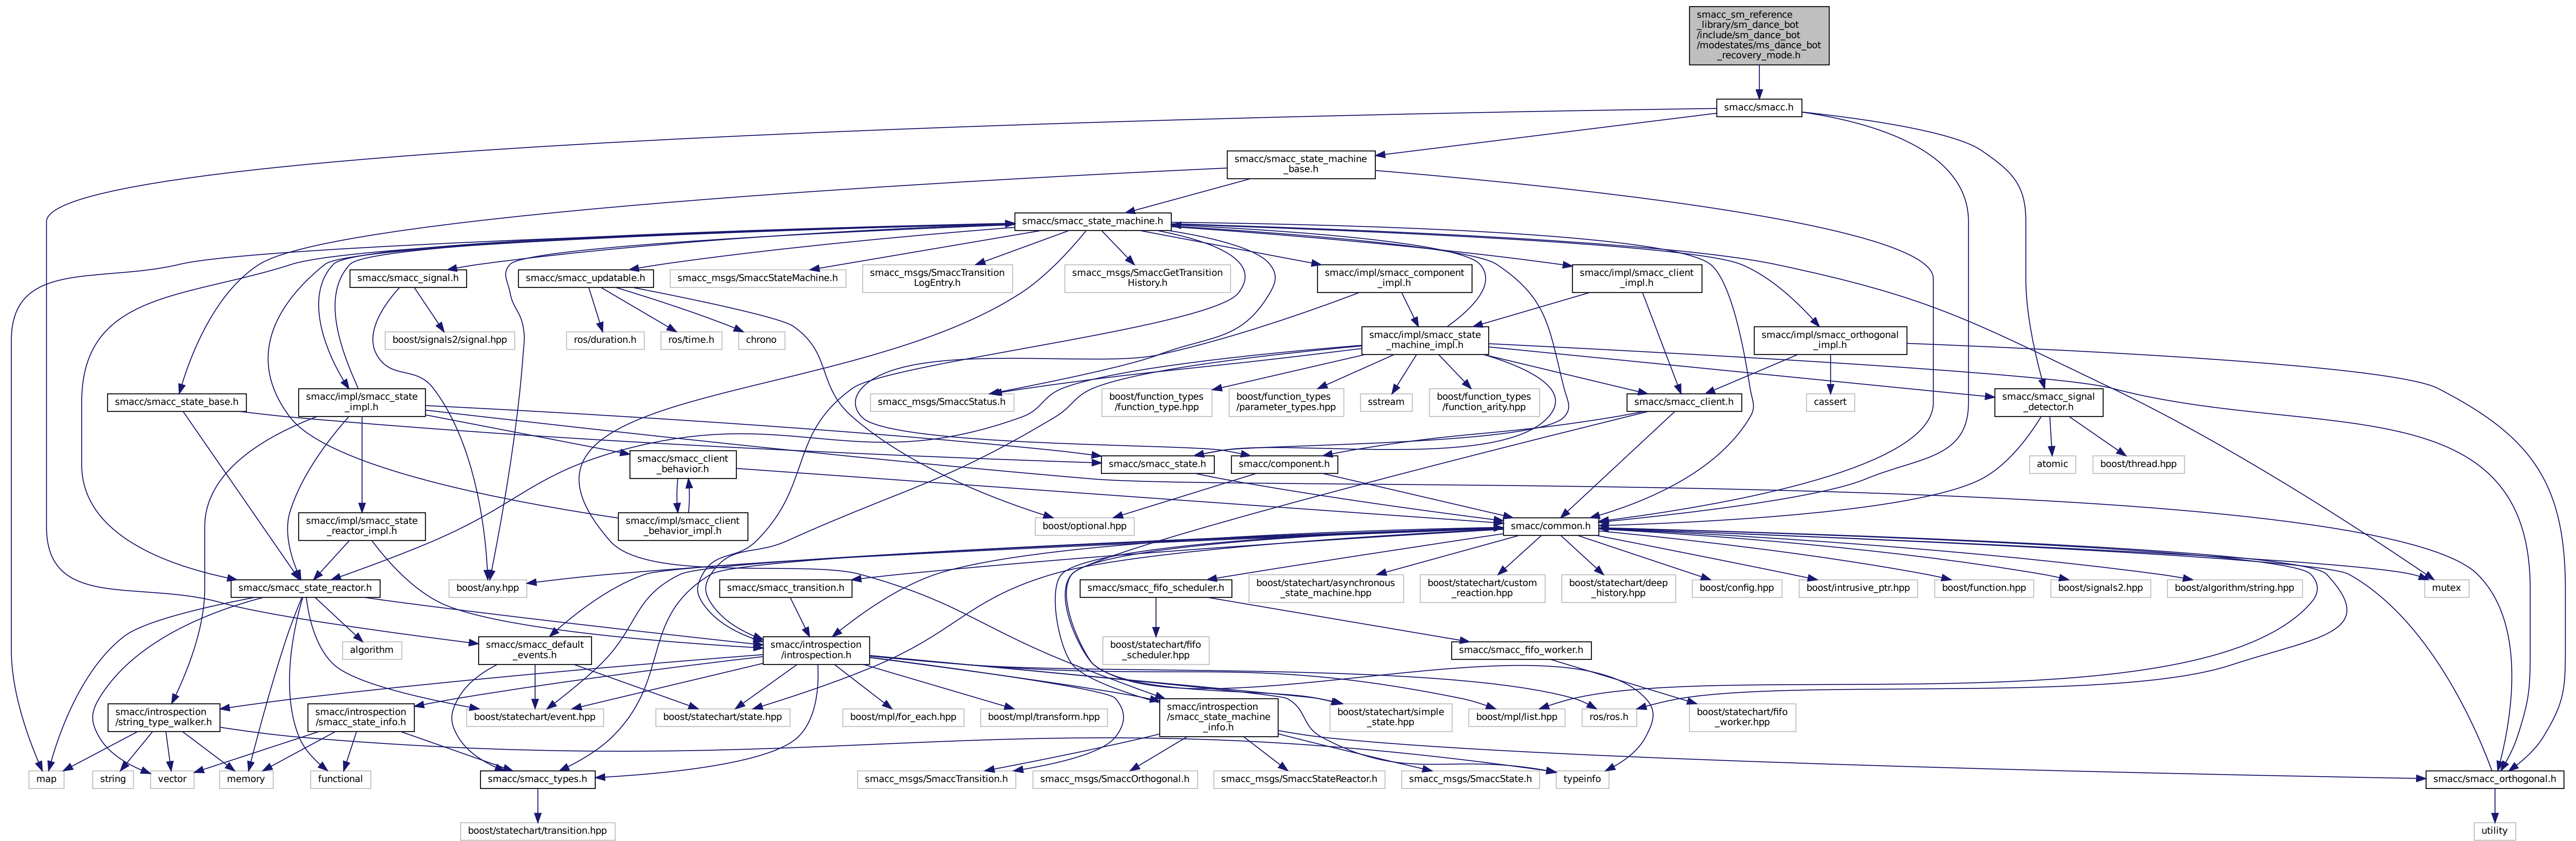 smacc_sm_reference
_library/sm_dance_bot
/include/sm_dance_bot
/modestates/ms_dance_bot
_recovery_mode.h
smacc/smacc.h
smacc/smacc_state_machine
_base.h
smacc/smacc_state_machine.h
smacc/smacc_signal.h
smacc/smacc_updatable.h
smacc_msgs/SmaccStateMachine.h
smacc_msgs/SmaccTransition
LogEntry.h
smacc_msgs/SmaccGetTransition
History.h
smacc/impl/smacc_component
_impl.h
smacc/impl/smacc_client
_impl.h
boost/signals2/signal.hpp
ros/duration.h
ros/time.h
chrono
smacc/impl/smacc_state
_machine_impl.h
smacc/impl/smacc_orthogonal
_impl.h
smacc/smacc_state_base.h
smacc/impl/smacc_state
_impl.h
smacc_msgs/SmaccStatus.h
boost/function_types
/function_type.hpp
boost/function_types
/parameter_types.hpp
sstream
boost/function_types
/function_arity.hpp
smacc/smacc_client.h
cassert
smacc/smacc_signal
_detector.h
smacc/smacc_client
_behavior.h
smacc/smacc_state.h
smacc/component.h
atomic
boost/thread.hpp
smacc/impl/smacc_state
_reactor_impl.h
smacc/impl/smacc_client
_behavior_impl.h
boost/optional.hpp
smacc/common.h
smacc/smacc_state_reactor.h
boost/any.hpp
smacc/smacc_transition.h
smacc/smacc_fifo_scheduler.h
boost/statechart/asynchronous
_state_machine.hpp
boost/statechart/custom
_reaction.hpp
boost/statechart/deep
_history.hpp
boost/config.hpp
boost/intrusive_ptr.hpp
boost/function.hpp
boost/signals2.hpp
boost/algorithm/string.hpp
mutex
algorithm
smacc/smacc_default
_events.h
smacc/introspection
/introspection.h
boost/statechart/fifo
_scheduler.hpp
smacc/smacc_fifo_worker.h
smacc/introspection
/string_type_walker.h
smacc/introspection
/smacc_state_info.h
boost/statechart/event.hpp
boost/statechart/state.hpp
boost/mpl/for_each.hpp
boost/mpl/transform.hpp
smacc/introspection
/smacc_state_machine
_info.h
boost/statechart/simple
_state.hpp
boost/mpl/list.hpp
ros/ros.h
boost/statechart/fifo
_worker.hpp
map
string
vector
memory
functional
smacc/smacc_types.h
smacc_msgs/SmaccTransition.h
smacc_msgs/SmaccOrthogonal.h
smacc_msgs/SmaccStateReactor.h
smacc_msgs/SmaccState.h
typeinfo
smacc/smacc_orthogonal.h
boost/statechart/transition.hpp
utility